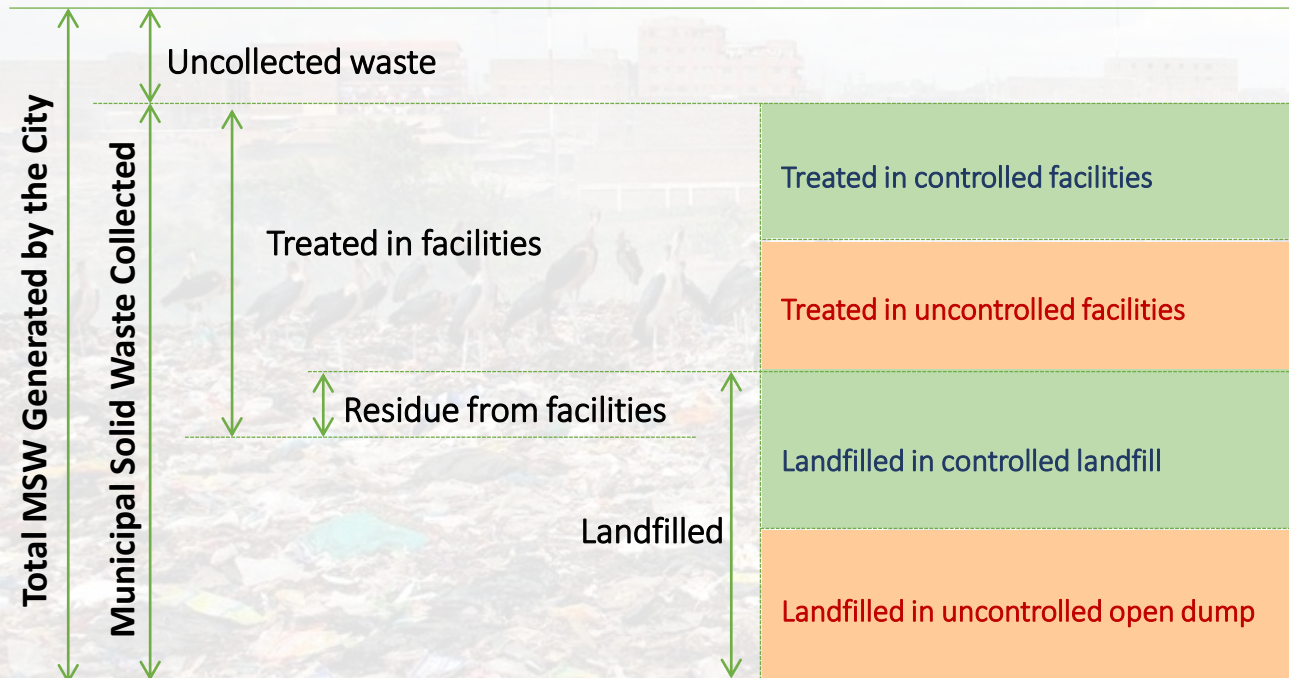 Total MSW Generated by the City
Municipal Solid Waste Collected
Uncollected waste
Treated in facilities
Residue from facilities
Landfilled
Treated in controlled facilities
Treated in uncontrolled facilities
Landfilled in controlled landfill
Landfilled in uncontrolled open dump